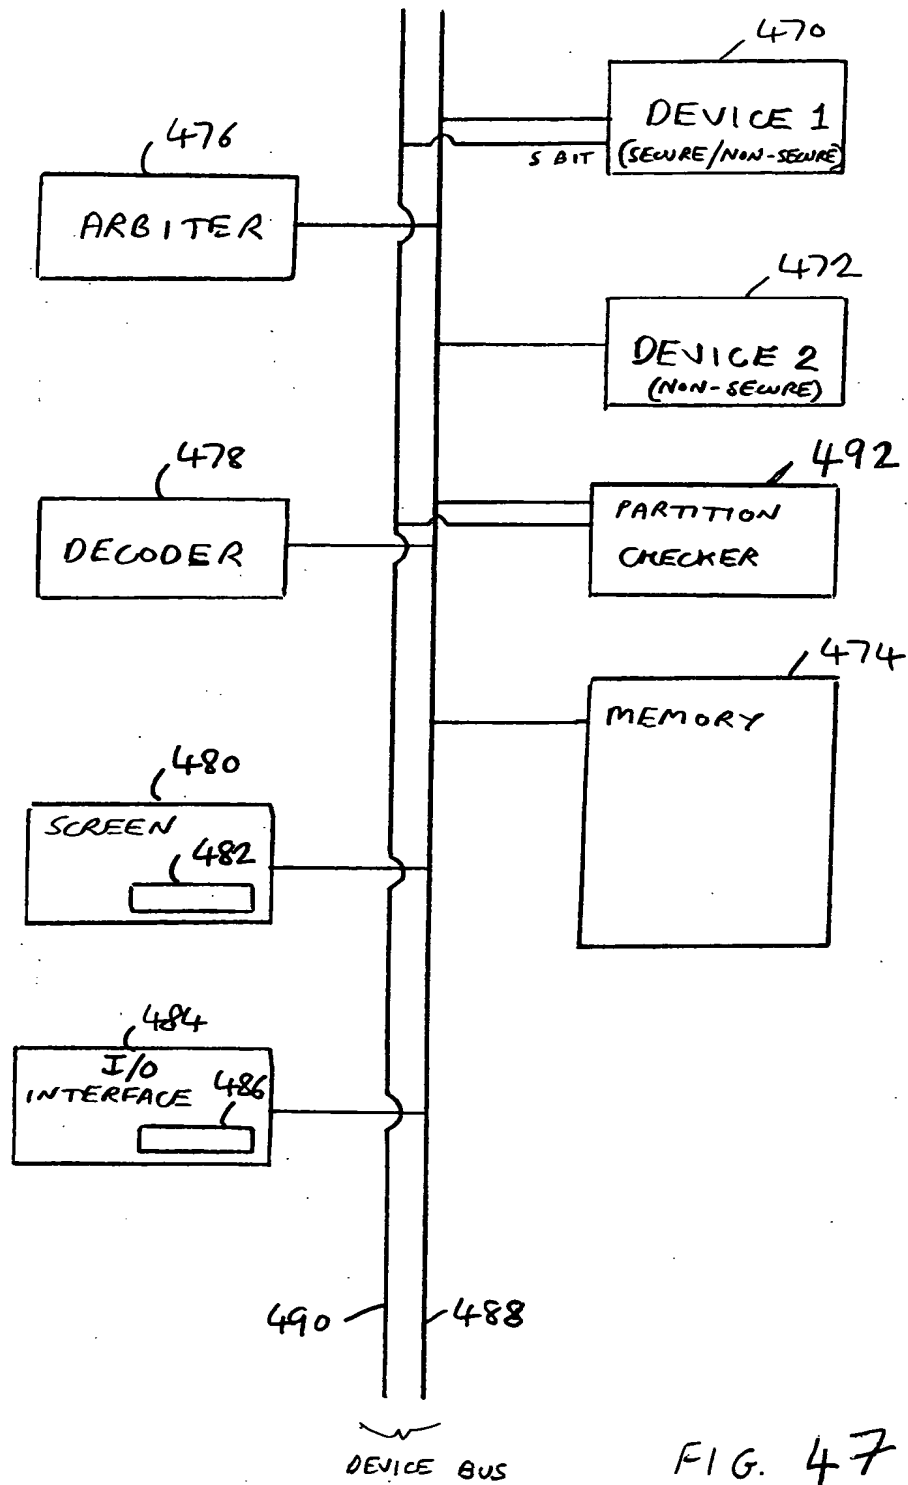 470
DEVICE 1
(SECURE/NON-SECURE)
S BIT
476
ARBITER
472
DEVICE 2
(NON-SECURE)
478
DECODER
492
PARTITION
CHECKER
474
MEMORY
480
SCREEN
482
484
I/O
INTERFACE
486
490
488
DEVICE BUS
FIG. 47